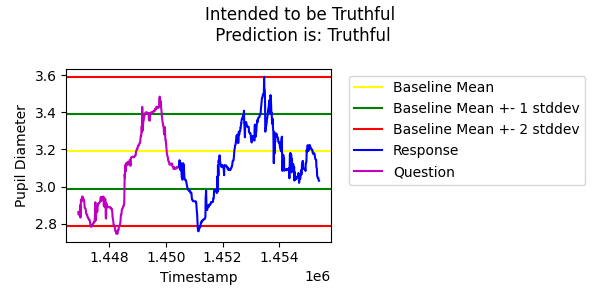 Intended to be Truthful
Prediction is: Truthful
3.6
3.4
3.2
3.0
2.8
Pupil Diameter
1.448 1.450 1.452 1.454
1e6
Timestamp
Baseline Mean
Baseline Mean +- 1 stddev
Baseline Mean +- 2 stddev
Response
Question